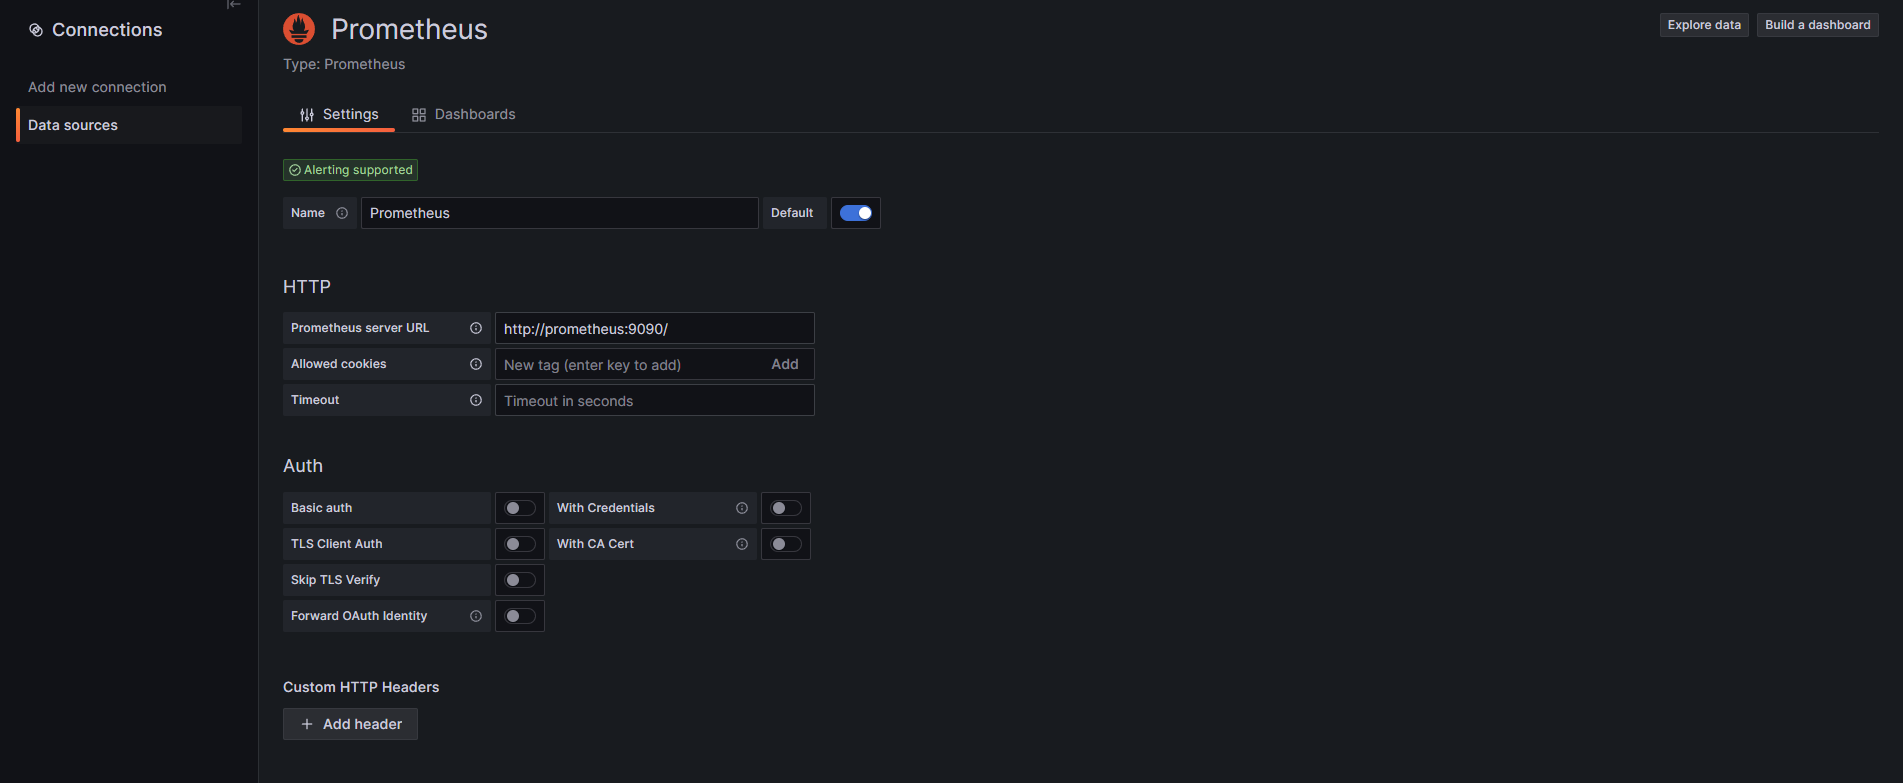 Connections
Add new connection
Data sources
Prometheus
Type: Prometheus
Explore data
Build a dashboard
Settings
Dashboards
Alerting supported
Name
Prometheus
Default
HTTP
Prometheus server URL
http://prometheus:9090/
Allowed cookies
New tag (enter key to add)
Add
Timeout
Timeout in seconds
Auth
Basic auth
With Credentials
TLS Client Auth
With CA Cert
Skip TLS Verify
Forward OAuth Identity
Custom HTTP Headers
Add header